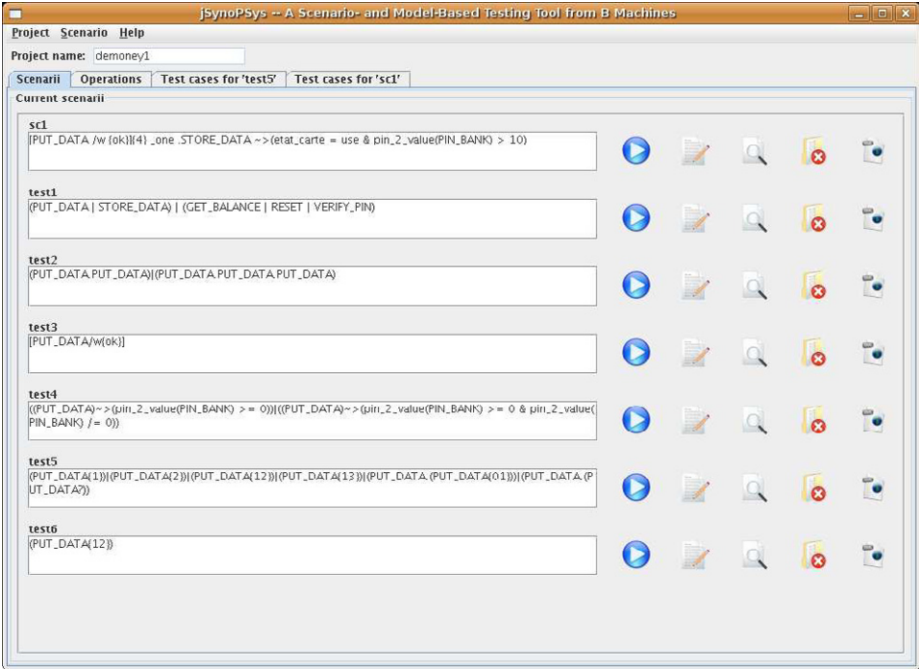 jSynoPSys -- A Scenario- and Model-Based Testing Tool from B Machines
Project Scenario Help
Project name: demoney1
Scenarii Operations Test cases for 'test5' Test cases for 'sc1'
Current scenarii
sc1
[PUT_DATA /w {ok}]{4} _one .STORE_DATA ~>(etat_carte = use & pin_2_value(PIN_BANK) > 10)
test1
(PUT_DATA | STORE_DATA) | (GET_BALANCE | RESET | VERIFY_PIN)
test2
(PUT_DATA.PUT_DATA)|(PUT_DATA.PUT_DATA.PUT_DATA)
test3
[PUT_DATA/w{ok}]
test4
((PUT_DATA)~>(pin_2_value(PIN_BANK) >= 0))|((PUT_DATA)~>(pin_2_value(PIN_BANK) >= 0 & pin_2_value(
PIN_BANK) /= 0))
test5
(PUT_DATA{1})|(PUT_DATA{2})|(PUT_DATA{12})|(PUT_DATA{13})|(PUT_DATA.(PUT_DATA{01}))|(PUT_DATA.(P
UT_DATA?))
test6
(PUT_DATA{12})